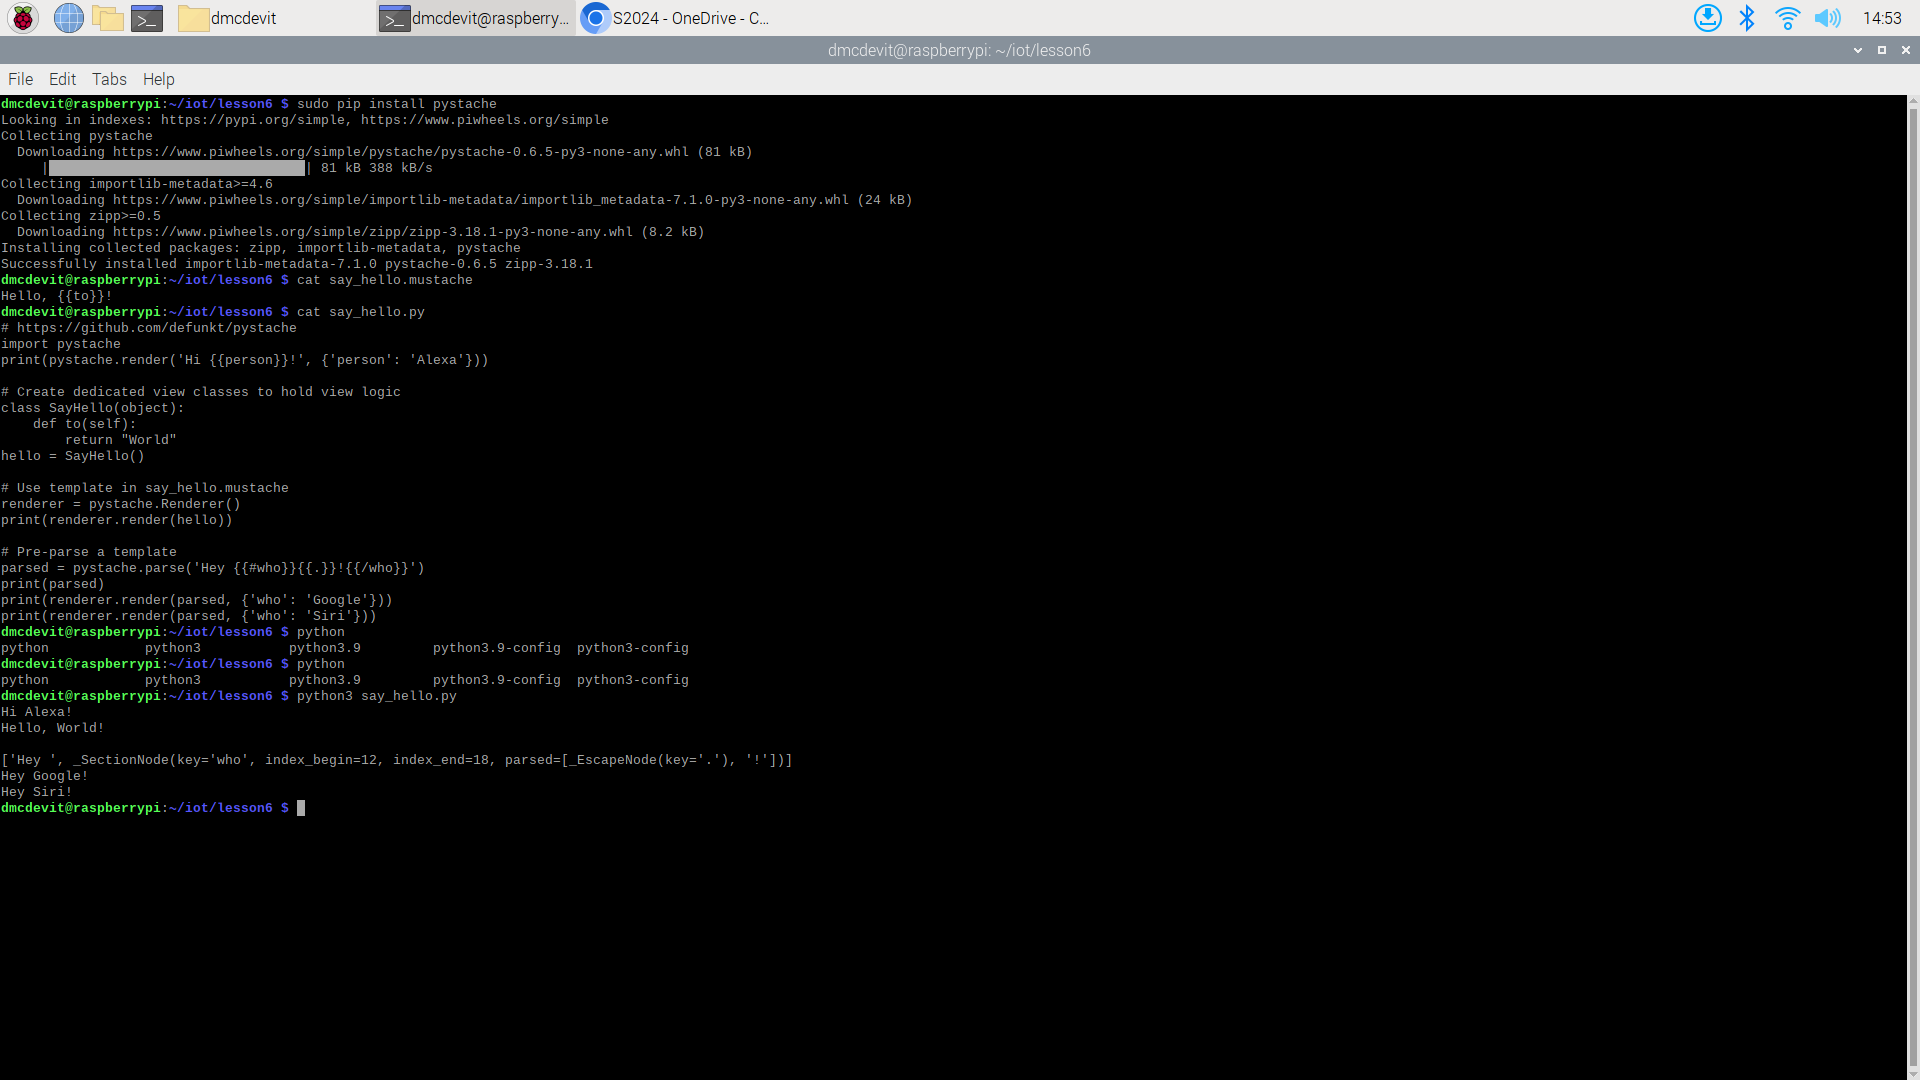 dmcdevit
dmcdevit@raspberry...
S2024 - OneDrive - C...
14:53
dmcdevit@raspberrypi: ~/iot/lesson6
File Edit Tabs Help
dmcdevit@raspberrypi:~/iot/lesson6 $ sudo pip install pystache
Looking in indexes: https://pypi.org/simple, https://www.piwheels.org/simple
Collecting pystache
  Downloading https://www.piwheels.org/simple/pystache/pystache-0.6.5-py3-none-any.whl (81 kB)
     |████████████████████████████████| 81 kB 388 kB/s
Collecting importlib-metadata>=4.6
  Downloading https://www.piwheels.org/simple/importlib-metadata/importlib_metadata-7.1.0-py3-none-any.whl (24 kB)
Collecting zipp>=0.5
  Downloading https://www.piwheels.org/simple/zipp/zipp-3.18.1-py3-none-any.whl (8.2 kB)
Installing collected packages: zipp, importlib-metadata, pystache
Successfully installed importlib-metadata-7.1.0 pystache-0.6.5 zipp-3.18.1
dmcdevit@raspberrypi:~/iot/lesson6 $ cat say_hello.mustache
Hello, {{to}}!
dmcdevit@raspberrypi:~/iot/lesson6 $ cat say_hello.py
# https://github.com/defunkt/pystache
import pystache
print(pystache.render('Hi {{person}}!', {'person': 'Alexa'}))

# Create dedicated view classes to hold view logic
class SayHello(object):
    def to(self):
        return "World"
hello = SayHello()

# Use template in say_hello.mustache
renderer = pystache.Renderer()
print(renderer.render(hello))

# Pre-parse a template
parsed = pystache.parse('Hey {{#who}}{{.}}!{{/who}}')
print(parsed)
print(renderer.render(parsed, {'who': 'Google'}))
print(renderer.render(parsed, {'who': 'Siri'}))
dmcdevit@raspberrypi:~/iot/lesson6 $ python
python            python3           python3.9         python3.9-config  python3-config
dmcdevit@raspberrypi:~/iot/lesson6 $ python
python            python3           python3.9         python3.9-config  python3-config
dmcdevit@raspberrypi:~/iot/lesson6 $ python3 say_hello.py
Hi Alexa!
Hello, World!

['Hey ', _SectionNode(key='who', index_begin=12, index_end=18, parsed=[_EscapeNode(key='.'), '!'])]
Hey Google!
Hey Siri!
dmcdevit@raspberrypi:~/iot/lesson6 $